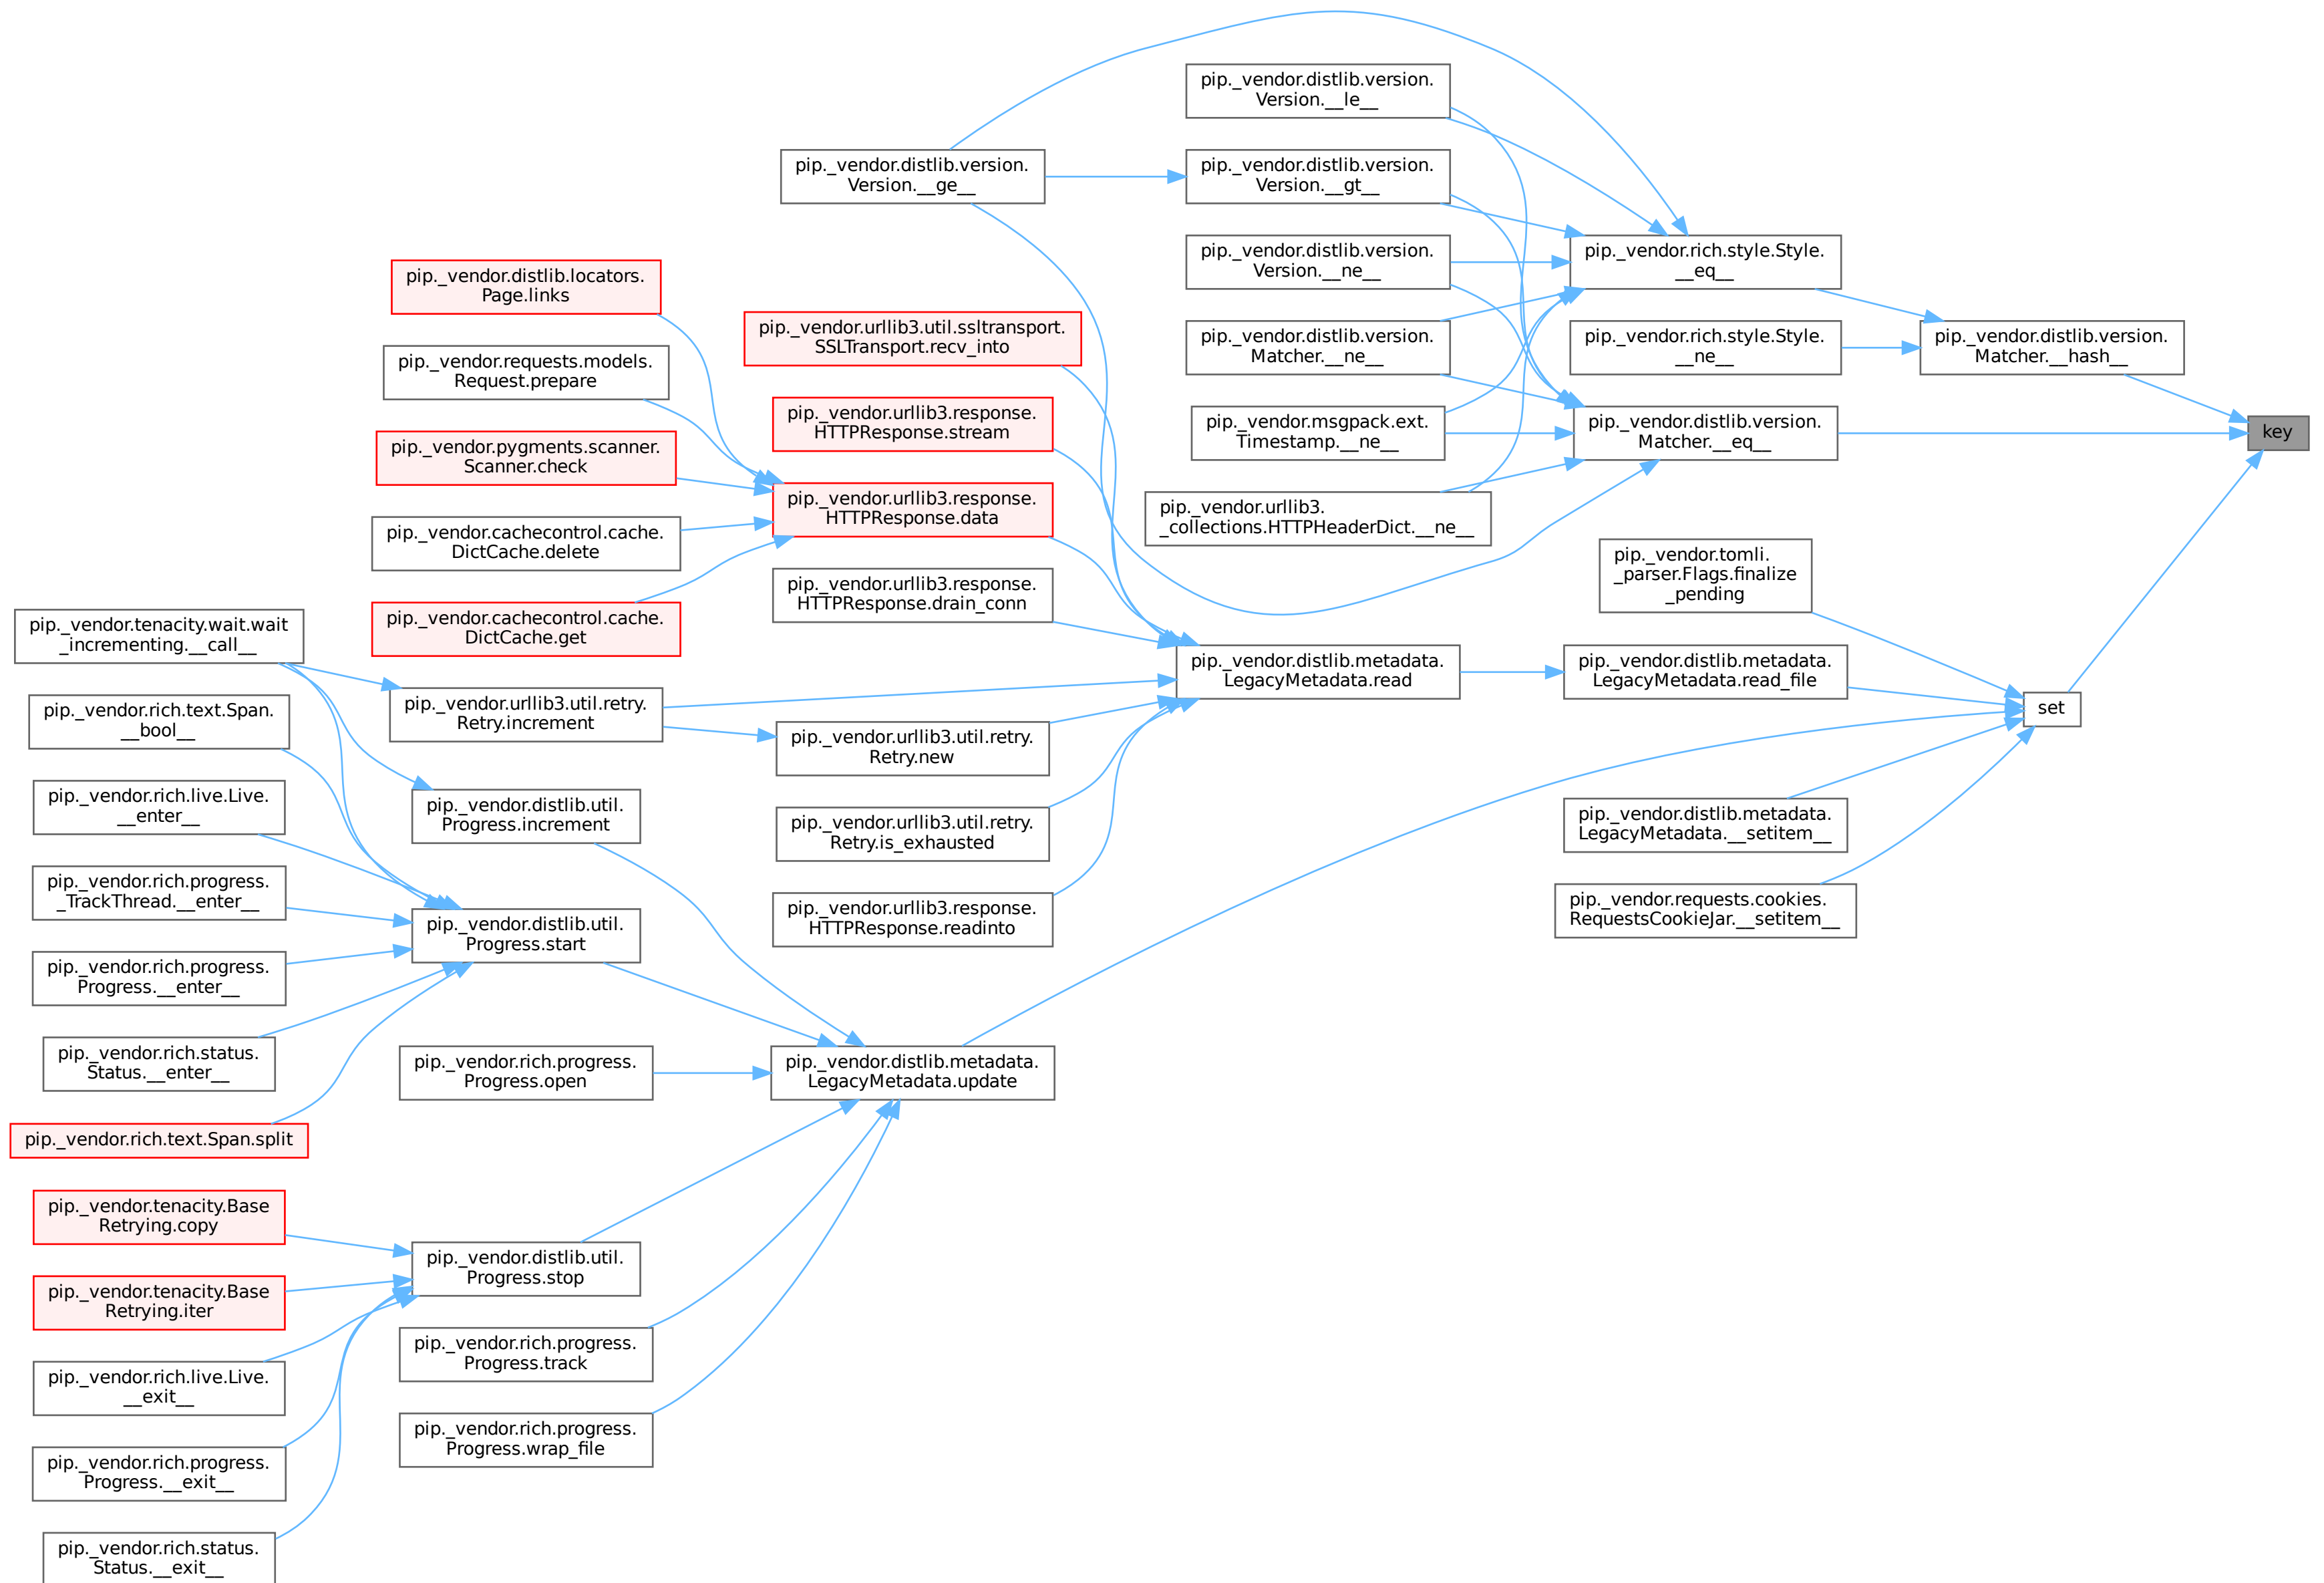 pip._vendor.distlib.version.
Version.__le__
pip._vendor.distlib.version.
Version.__ge__
pip._vendor.distlib.version.
Version.__gt__
pip._vendor.distlib.version.
Version.__ne__
pip._vendor.rich.style.Style.
__eq__
pip._vendor.distlib.locators.
Page.links
pip._vendor.urllib3.util.ssltransport.
SSLTransport.recv_into
pip._vendor.distlib.version.
Matcher.__ne__
pip._vendor.rich.style.Style.
__ne__
pip._vendor.distlib.version.
Matcher.__hash__
pip._vendor.requests.models.
Request.prepare
pip._vendor.urllib3.response.
HTTPResponse.stream
pip._vendor.msgpack.ext.
Timestamp.__ne__
pip._vendor.distlib.version.
Matcher.__eq__
key
pip._vendor.pygments.scanner.
Scanner.check
pip._vendor.urllib3.response.
HTTPResponse.data
pip._vendor.urllib3.
_collections.HTTPHeaderDict.__ne__
pip._vendor.cachecontrol.cache.
DictCache.delete
pip._vendor.tomli.
_parser.Flags.finalize
_pending
pip._vendor.urllib3.response.
HTTPResponse.drain_conn
pip._vendor.cachecontrol.cache.
DictCache.get
pip._vendor.tenacity.wait.wait
_incrementing.__call__
pip._vendor.distlib.metadata.
LegacyMetadata.read
pip._vendor.distlib.metadata.
LegacyMetadata.read_file
set
pip._vendor.urllib3.util.retry.
Retry.increment
pip._vendor.rich.text.Span.
__bool__
pip._vendor.urllib3.util.retry.
Retry.new
pip._vendor.rich.live.Live.
__enter__
pip._vendor.distlib.util.
Progress.increment
pip._vendor.urllib3.util.retry.
Retry.is_exhausted
pip._vendor.distlib.metadata.
LegacyMetadata.__setitem__
pip._vendor.rich.progress.
_TrackThread.__enter__
pip._vendor.distlib.util.
Progress.start
pip._vendor.urllib3.response.
HTTPResponse.readinto
pip._vendor.requests.cookies.
RequestsCookieJar.__setitem__
pip._vendor.rich.progress.
Progress.__enter__
pip._vendor.rich.status.
Status.__enter__
pip._vendor.rich.progress.
Progress.open
pip._vendor.distlib.metadata.
LegacyMetadata.update
pip._vendor.rich.text.Span.split
pip._vendor.tenacity.Base
Retrying.copy
pip._vendor.distlib.util.
Progress.stop
pip._vendor.tenacity.Base
Retrying.iter
pip._vendor.rich.progress.
Progress.track
pip._vendor.rich.live.Live.
__exit__
pip._vendor.rich.progress.
Progress.wrap_file
pip._vendor.rich.progress.
Progress.__exit__
pip._vendor.rich.status.
Status.__exit__